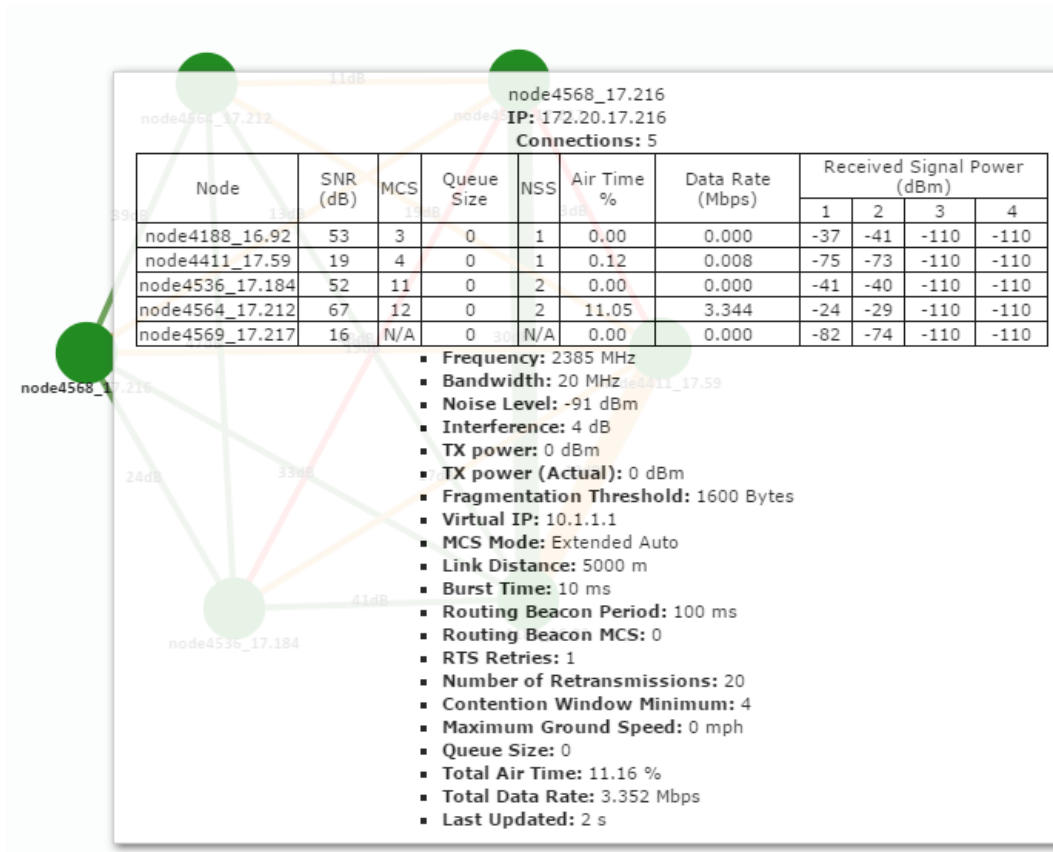 node4568_17.216
IP: 172.20.17.216
Connections: 5
Node SNR (dB) MCS Queue Size NSS Air Time % Data Rate (Mbps) Received Signal Power (dBm)
1 2 3 4
node4188_16.92 53 3 0 1 0.00 0.000 -37 -41 -110 -110
node4411_17.59 19 4 0 1 0.12 0.008 -75 -73 -110 -110
node4536_17.184 52 11 0 2 0.00 0.000 -41 -40 -110 -110
node4564_17.212 67 12 0 2 11.05 3.344 -24 -29 -110 -110
node4569_17.217 16 N/A 0 N/A 0.00 0.000 -82 -74 -110 -110
▪ Frequency: 2385 MHz
▪ Bandwidth: 20 MHz
▪ Noise Level: -91 dBm
▪ Interference: 4 dB
▪ TX power: 0 dBm
▪ TX power (Actual): 0 dBm
▪ Fragmentation Threshold: 1600 Bytes
▪ Virtual IP: 10.1.1.1
▪ MCS Mode: Extended Auto
▪ Link Distance: 5000 m
▪ Burst Time: 10 ms
▪ Routing Beacon Period: 100 ms
▪ Routing Beacon MCS: 0
▪ RTS Retries: 1
▪ Number of Retransmissions: 20
▪ Contention Window Minimum: 4
▪ Maximum Ground Speed: 0 mph
▪ Queue Size: 0
▪ Total Air Time: 11.16 %
▪ Total Data Rate: 3.352 Mbps
▪ Last Updated: 2 s
11dB
node4564_17.212
39dB
13dB
19dB
3dB
node4568_17.216
24dB
33dB
41dB
node4536_17.184